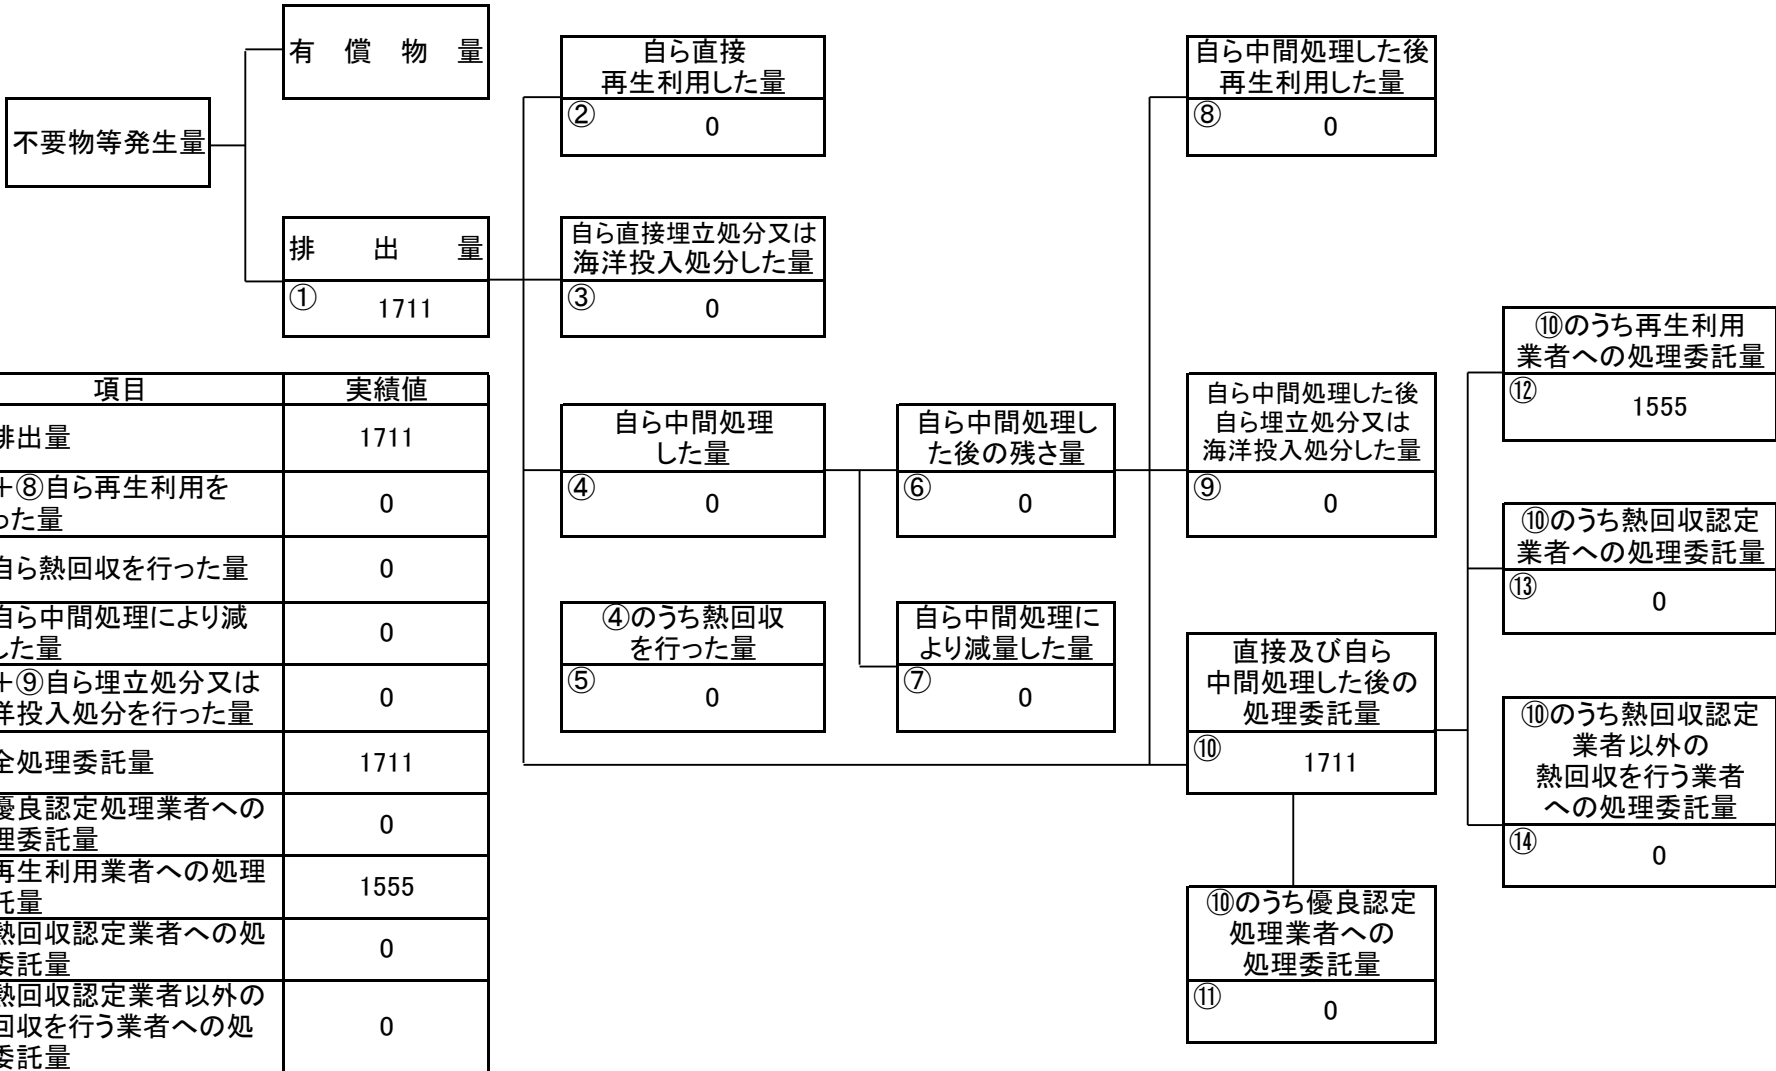 有 償 物 量
不要物等発生量
排 出 量
① 1711
自ら直接
再生利用した量
② 0
自ら直接埋立処分又は
海洋投入処分した量
③ 0
自ら中間処理
した量
④ 0
④のうち熱回収
を行った量
⑤ 0
自ら中間処理し
た後の残さ量
⑥ 0
自ら中間処理に
より減量した量
⑦ 0
自ら中間処理した後
再生利用した量
⑧ 0
自ら中間処理した後
自ら埋立処分又は
海洋投入処分した量
⑨ 0
直接及び自ら
中間処理した後の
処理委託量
⑩ 1711
⑩のうち優良認定
処理業者への
処理委託量
⑪ 0
⑩のうち再生利用
業者への処理委託量
⑫ 1555
⑩のうち熱回収認定
業者への処理委託量
⑬ 0
⑩のうち熱回収認定
業者以外の
熱回収を行う業者
への処理委託量
⑭ 0
項目 実績値
排出量 1711
+⑧自ら再生利用を
った量 0
自ら熱回収を行った量 0
自ら中間処理により減
した量 0
+⑨自ら埋立処分又は
洋投入処分を行った量 0
全処理委託量 1711
優良認定処理業者への
理委託量 0
再生利用業者への処理
託量 1555
熱回収認定業者への処
委託量 0
熱回収認定業者以外の
回収を行う業者への処
委託量 0